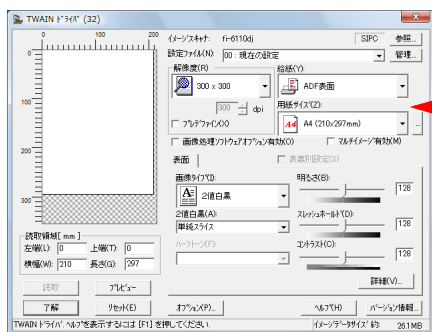 TWAIN ﾄﾞﾗｲﾊﾞ (32)
ｲﾒｰｼﾞｽｷｬﾅ: fi-6110dj SIPC 参照...
設定ﾌｧｲﾙ(N): 00 : 現在の設定 管理...
解像度(R) 給紙(Y):
300 x 300 ADF表面
300 dpi 用紙ｻｲｽﾞ(Z):
ﾌﾟﾚﾃﾞﾌｧｲﾝ(X) A4 A4 (210x297mm) ...
画像処理ｿﾌﾄｳｪｱｵﾌﾟｼｮﾝ有効(O) ﾏﾙﾁｲﾒｰｼﾞ有効(M)
表面 表裏別設定(S)
画像ﾀｲﾌﾟ(I): 明るさ(B):
2値白黒 128
2値白黒(A): ｽﾚｯｼｭﾎｰﾙﾄﾞ(D):
単純ｽﾗｲｽ 128
ﾊｰﾌﾄｰﾝ(F): ｺﾝﾄﾗｽﾄ(C):
128
詳細(V)...
0 100 200
0
100
200
300
読取領域[ mm ]
左端(L): 0 上端(T): 0
横幅(W): 210 長さ(G): 297
読取 ﾌﾟﾚﾋﾞｭｰ
了解 ﾘｾｯﾄ(E) ｵﾌﾟｼｮﾝ(P)... ﾍﾙﾌﾟ(H) ﾊﾞｰｼﾞｮﾝ情報...
TWAIN ﾄﾞﾗｲﾊﾞ. ﾍﾙﾌﾟを表示するには [F1] を押してください. ｲﾒｰｼﾞﾃﾞｰﾀｻｲｽﾞ 約: 26.1MB